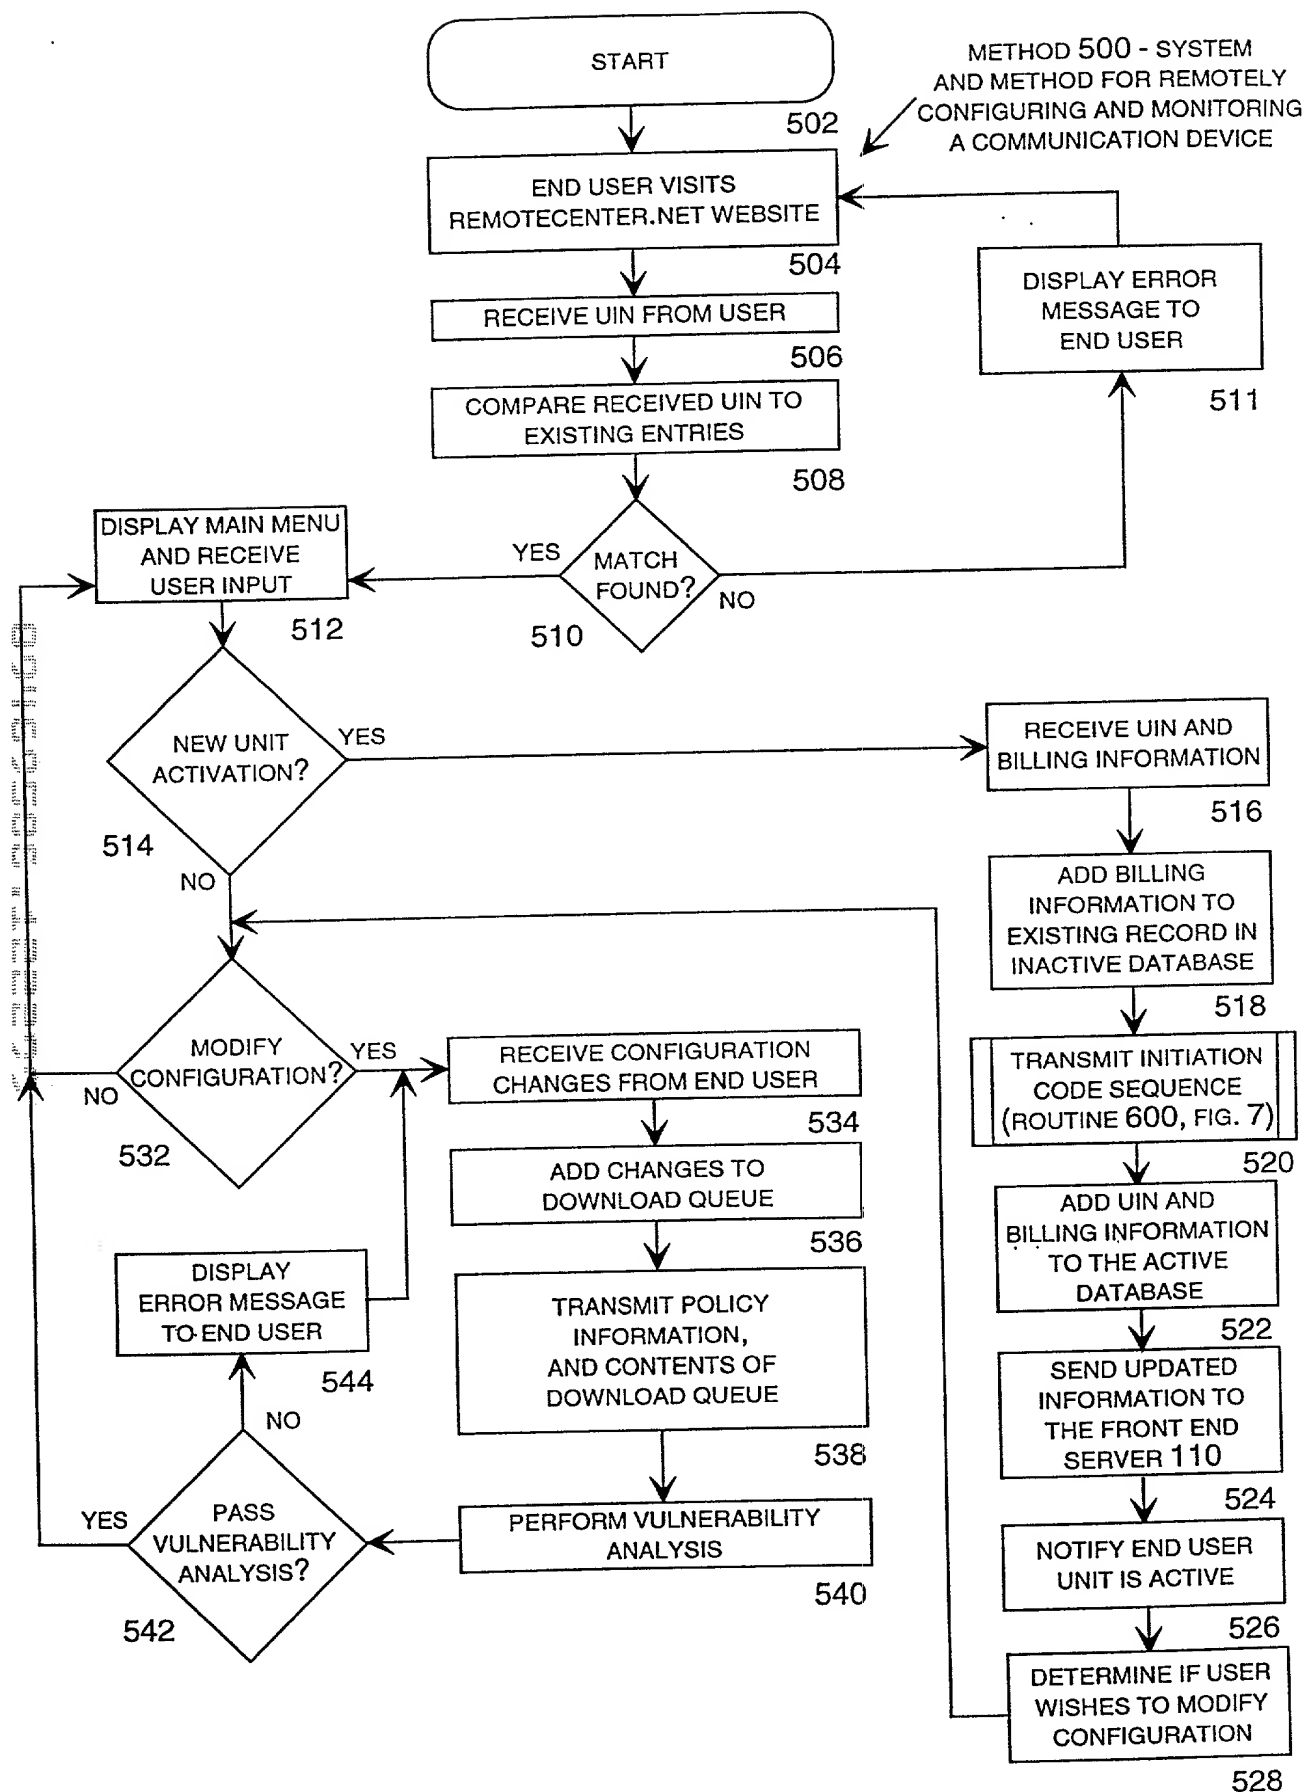 START
METHOD 500 - SYSTEM
AND METHOD FOR REMOTELY
CONFIGURING AND MONITORING
A COMMUNICATION DEVICE
502
END USER VISITS
REMOTECENTER.NET WEBSITE
504
RECEIVE UIN FROM USER
506
COMPARE RECEIVED UIN TO
EXISTING ENTRIES
508
DISPLAY ERROR
MESSAGE TO
END USER
511
MATCH
FOUND?
YES
NO
510
DISPLAY MAIN MENU
AND RECEIVE
USER INPUT
512
NEW UNIT
ACTIVATION?
YES
514
NO
RECEIVE UIN AND
BILLING INFORMATION
516
ADD BILLING
INFORMATION TO
EXISTING RECORD IN
INACTIVE DATABASE
518
TRANSMIT INITIATION
CODE SEQUENCE
(ROUTINE 600, FIG. 7)
520
ADD UIN AND
BILLING INFORMATION
TO THE ACTIVE
DATABASE
522
SEND UPDATED
INFORMATION TO
THE FRONT END
SERVER 110
524
NOTIFY END USER
UNIT IS ACTIVE
526
DETERMINE IF USER
WISHES TO MODIFY
CONFIGURATION
528
MODIFY
CONFIGURATION?
YES
NO
532
RECEIVE CONFIGURATION
CHANGES FROM END USER
534
ADD CHANGES TO
DOWNLOAD QUEUE
536
TRANSMIT POLICY
INFORMATION,
AND CONTENTS OF
DOWNLOAD QUEUE
538
PERFORM VULNERABILITY
ANALYSIS
540
DISPLAY
ERROR MESSAGE
TO END USER
544
NO
YES
PASS
VULNERABILITY
ANALYSIS?
542